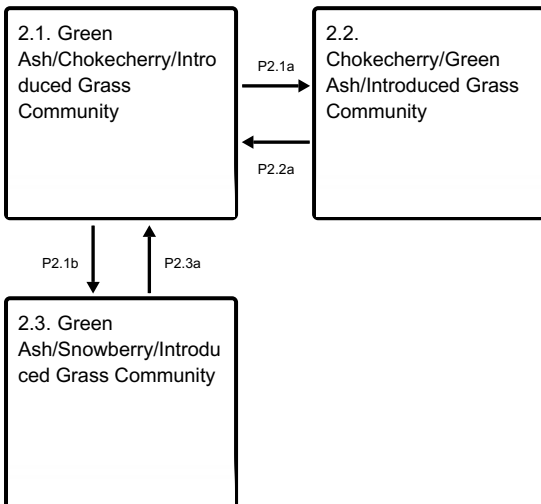 2.1. Green
Ash/Chokecherry/Intro
duced Grass
Community
P2.1a
2.2.
Chokecherry/Green
Ash/Introduced Grass
Community
P2.2a
P2.1b
P2.3a
2.3. Green
Ash/Snowberry/Introdu
ced Grass Community